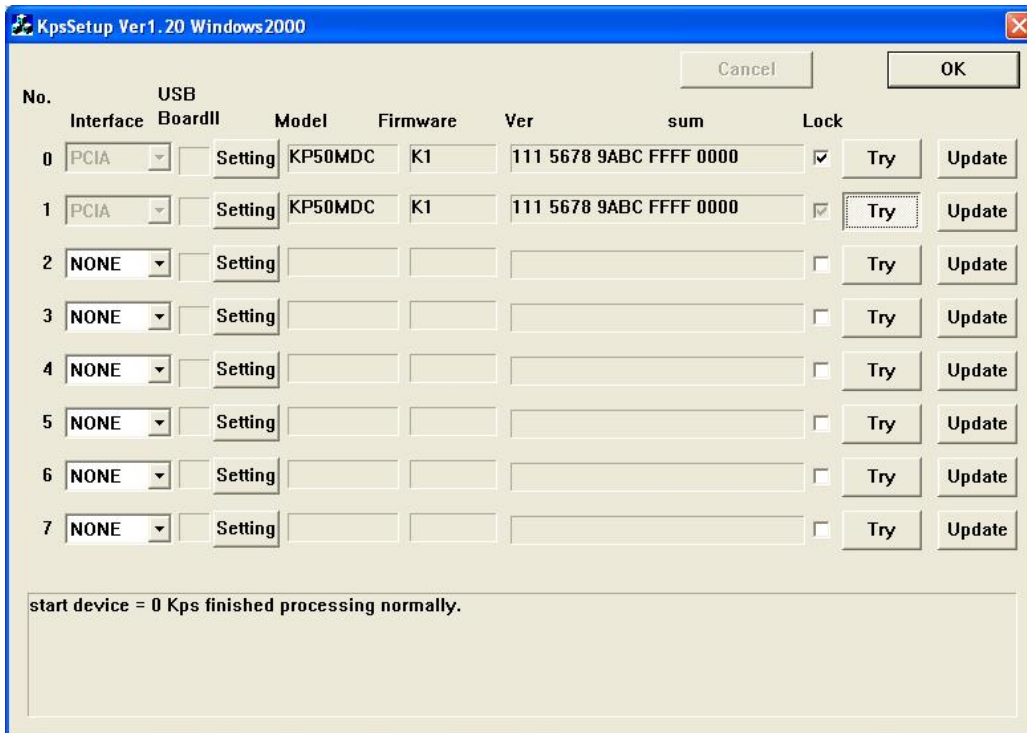 KpsSetup Ver1.20 Windows2000
Cancel OK
No. Interface USB BoardII Model Firmware Ver sum Lock
0 PCIA Setting KP50MDC K1 111 5678 9ABC FFFF 0000 Try Update
1 PCIA Setting KP50MDC K1 111 5678 9ABC FFFF 0000 Try Update
2 NONE Setting Try Update
3 NONE Setting Try Update
4 NONE Setting Try Update
5 NONE Setting Try Update
6 NONE Setting Try Update
7 NONE Setting Try Update
start device = 0 Kps finished processing normally.